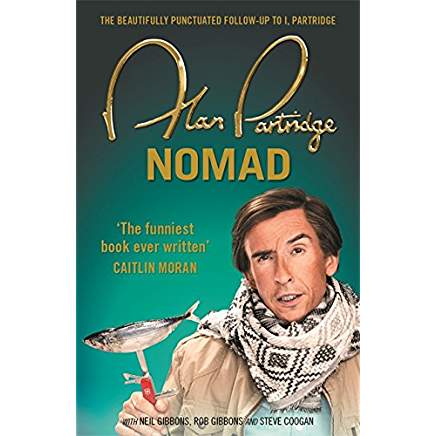 THE BEAUTIFULLY PUNCTUATED FOLLOW-UP TO I, PARTRIDGE
Alan Partridge
NOMAD
‘The funniest
book ever written’
CAITLIN MORAN
WITH NEIL GIBBONS, ROB GIBBONS AND STEVE COOGAN